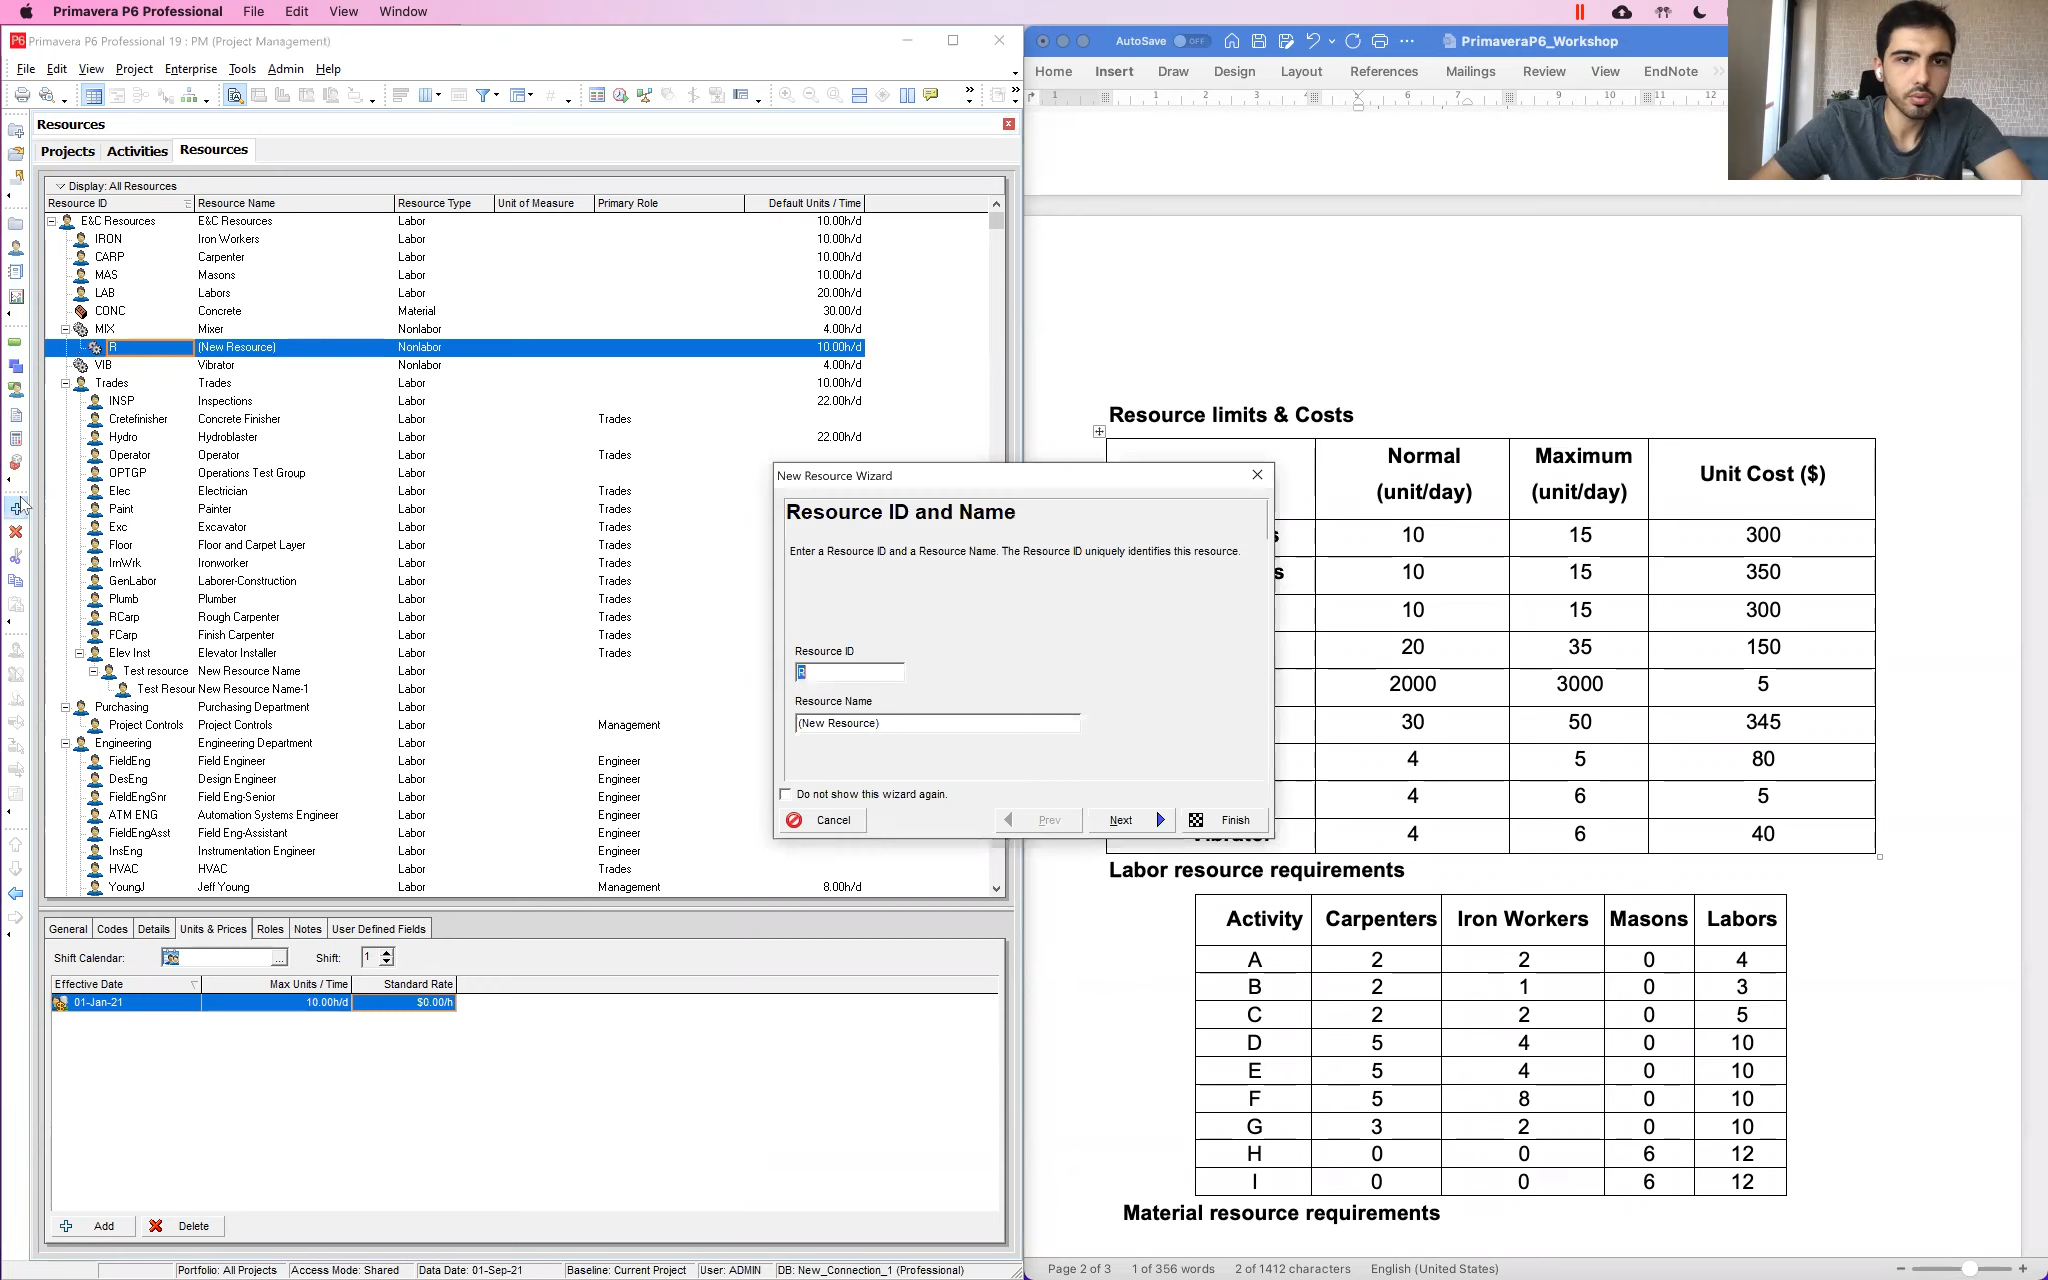 Primavera P6 Professional File Edit View Window
P6 Primavera P6 Professional 19 : PM (Project Management)
File Edit View Project Enterprise Tools Admin Help
Resources
Projects Activities Resources
Display: All Resources
Resource ID Resource Name Resource Type Unit of Measure Primary Role Default Units / Time
E&C Resources E&C Resources Labor 10.00h/d
IRON Iron Workers Labor 10.00h/d
CARP Carpenter Labor 10.00h/d
MAS Masons Labor 10.00h/d
LAB Labors Labor 20.00h/d
CONC Concrete Material 30.00/d
MIX Mixer Nonlabor 4.00h/d
R (New Resource) Nonlabor 10.00h/d
VIB Vibrator Nonlabor 4.00h/d
Trades Trades Labor 10.00h/d
INSP Inspections Labor 22.00h/d
Cretefinisher Concrete Finisher Labor Trades
Hydro Hydroblaster Labor 22.00h/d
Operator Operator Labor Trades
OPTGP Operations Test Group Labor
Elec Electrician Labor Trades
Paint Painter Labor Trades
Exc Excavator Labor Trades
Floor Floor and Carpet Layer Labor Trades
IrnWrk Ironworker Labor Trades
GenLabor Laborer-Construction Labor Trades
Plumb Plumber Labor Trades
RCarp Rough Carpenter Labor Trades
FCarp Finish Carpenter Labor Trades
Elev Inst Elevator Installer Labor Trades
Test resource New Resource Name Labor
Test Resour New Resource Name-1 Labor
Purchasing Purchasing Department Labor
Project Controls Project Controls Labor Management
Engineering Engineering Department Labor
FieldEng Field Engineer Labor Engineer
DesEng Design Engineer Labor Engineer
FieldEngSnr Field Eng-Senior Labor Engineer
ATM ENG Automation Systems Engineer Labor Engineer
FieldEngAsst Field Eng-Assistant Labor Engineer
InsEng Instrumentation Engineer Labor Engineer
HVAC HVAC Labor Trades
YoungJ Jeff Young Labor Management 8.00h/d
General Codes Details Units & Prices Roles Notes User Defined Fields
Shift Calendar: ... Shift: 1
Effective Date Max Units / Time Standard Rate
01-Jan-21 10.00h/d $0.00/h
Add Delete
Portfolio: All Projects Access Mode: Shared Data Date: 01-Sep-21 Baseline: Current Project User: ADMIN DB: New_Connection_1 (Professional)
New Resource Wizard
Resource ID and Name
Enter a Resource ID and a Resource Name. The Resource ID uniquely identifies this resource.
Resource ID
R
Resource Name
(New Resource)
Do not show this wizard again.
Cancel Prev Next Finish
AutoSave OFF PrimaveraP6_Workshop
Home Insert Draw Design Layout References Mailings Review View EndNote
1 1 2 3 6 7 9 10 11 12
Resource limits & Costs
Normal (unit/day) Maximum (unit/day) Unit Cost ($)
s 10 15 300
s 10 15 350
10 15 300
20 35 150
2000 3000 5
30 50 345
4 5 80
4 6 5
4 6 40
Labor resource requirements
Activity Carpenters Iron Workers Masons Labors
A 2 2 0 4
B 2 1 0 3
C 2 2 0 5
D 5 4 0 10
E 5 4 0 10
F 5 8 0 10
G 3 2 0 10
H 0 0 6 12
I 0 0 6 12
Material resource requirements
Page 2 of 3 1 of 356 words 2 of 1412 characters English (United States)